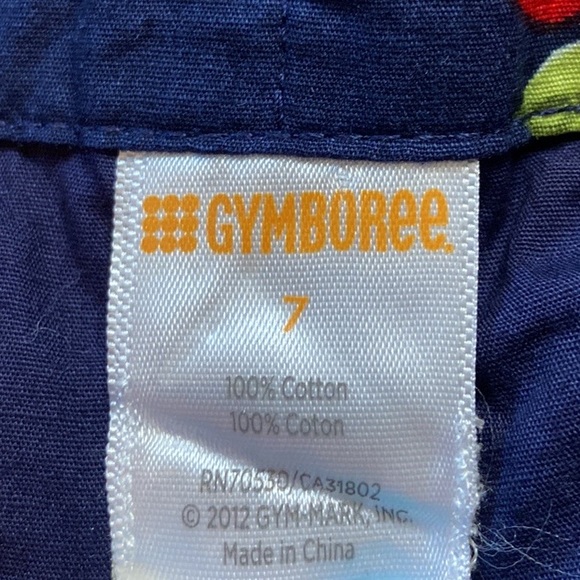 GYMBOREE
7
100% Cotton
100% Coton
RN70530/CA31802
© 2012 GYM-MARK, INC.
Made in China